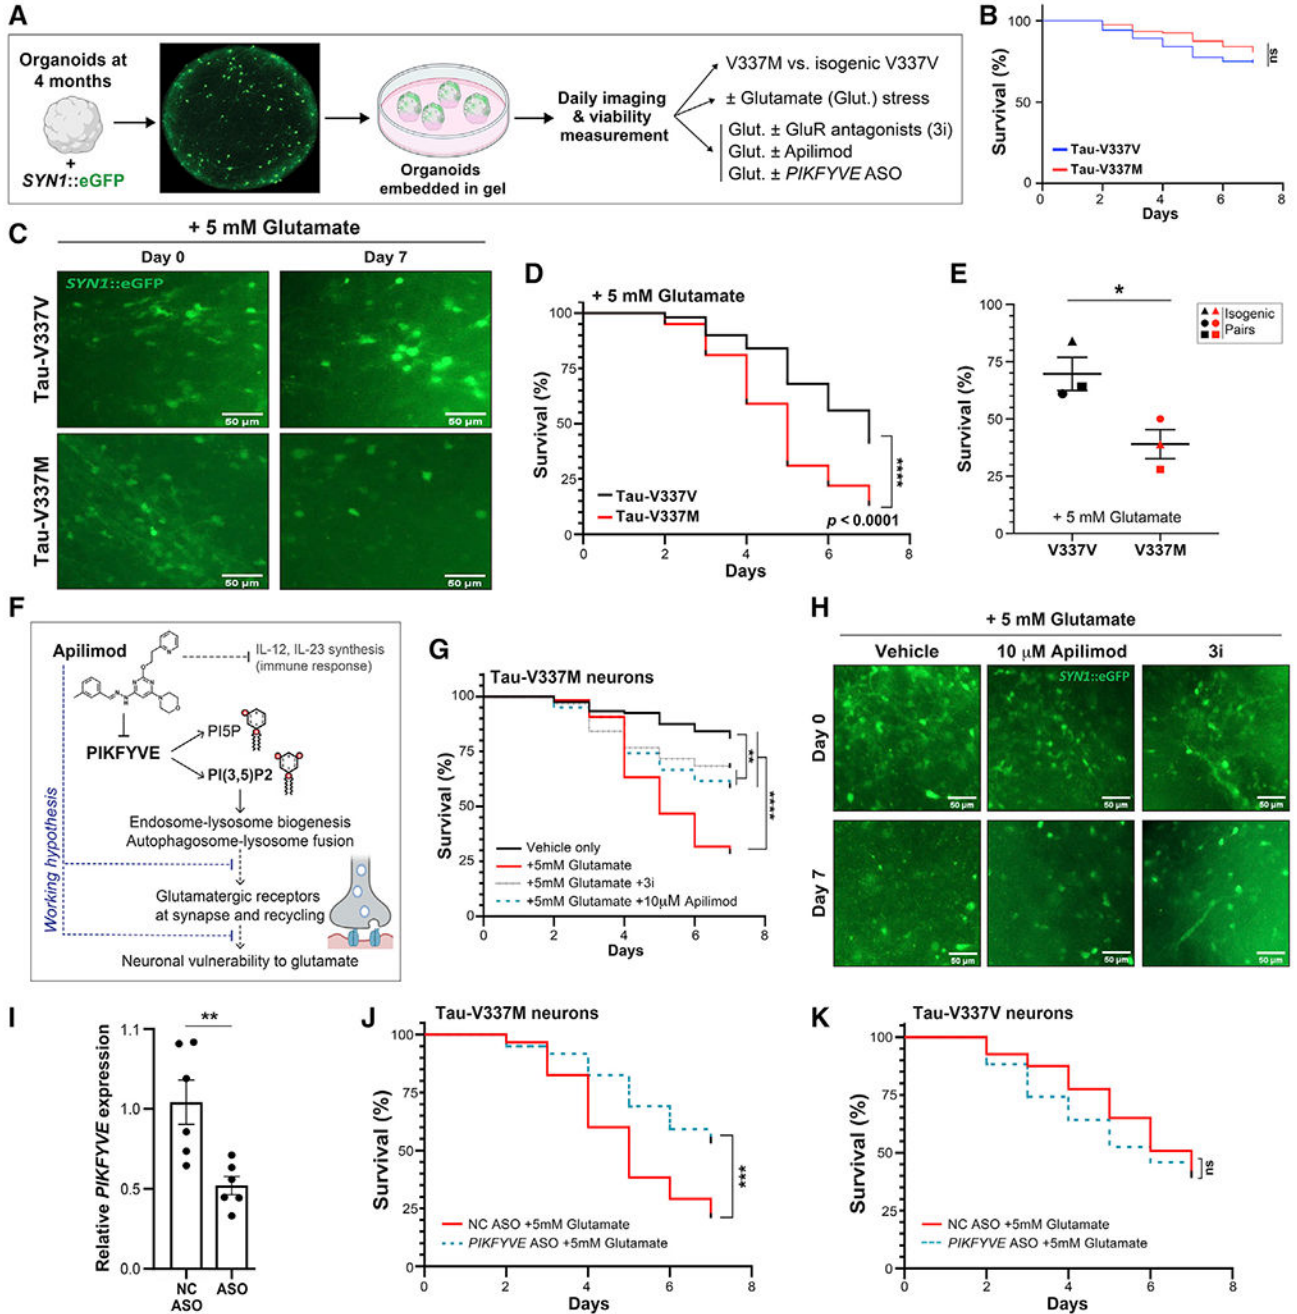 A
Organoids at
4 months
+
SYN1::eGFP
Organoids
embedded in gel
Daily imaging
& viability
measurement
V337M vs. isogenic V337V
± Glutamate (Glut.) stress
Glut. ± GluR antagonists (3i)
Glut. ± Apilimod
Glut. ± PIKFYVE ASO
B
Survival (%)
100
50
0
Tau-V337V
Tau-V337M
ns
0 2 4 6 8
Days
C
+ 5 mM Glutamate
Day 0 Day 7
SYN1::eGFP
Tau-V337V
50 µm 50 µm
Tau-V337M
50 µm 50 µm
D
+ 5 mM Glutamate
Survival (%)
100
75
50
25
0
Tau-V337V
Tau-V337M
****
p < 0.0001
0 2 4 6 8
Days
E
Survival (%)
100
75
50
25
0
*
Isogenic
Pairs
+ 5 mM Glutamate
V337V V337M
F
Apilimod
IL-12, IL-23 synthesis
(immune response)
N
N
N
N
N
H
O
O
PIKFYVE
PI5P
PI(3,5)P2
Endosome-lysosome biogenesis
Autophagosome-lysosome fusion
Working hypothesis
Glutamatergic receptors
at synapse and recycling
Neuronal vulnerability to glutamate
G
Tau-V337M neurons
Survival (%)
100
75
50
25
0
**
****
Vehicle only
+5mM Glutamate
+5mM Glutamate +3i
+5mM Glutamate +10µM Apilimod
0 2 4 6 8
Days
H
+ 5 mM Glutamate
Vehicle 10 µM Apilimod 3i
SYN1::eGFP
Day 0
50 µm 50 µm 50 µm
Day 7
50 µm 50 µm 50 µm
I
Relative PIKFYVE expression
1.1
1.0
0.5
0.0
**
NC
ASO
ASO
J
Tau-V337M neurons
Survival (%)
100
75
50
25
0
***
NC ASO +5mM Glutamate
PIKFYVE ASO +5mM Glutamate
0 2 4 6 8
Days
K
Tau-V337V neurons
Survival (%)
100
75
50
25
0
ns
NC ASO +5mM Glutamate
PIKFYVE ASO +5mM Glutamate
0 2 4 6 8
Days